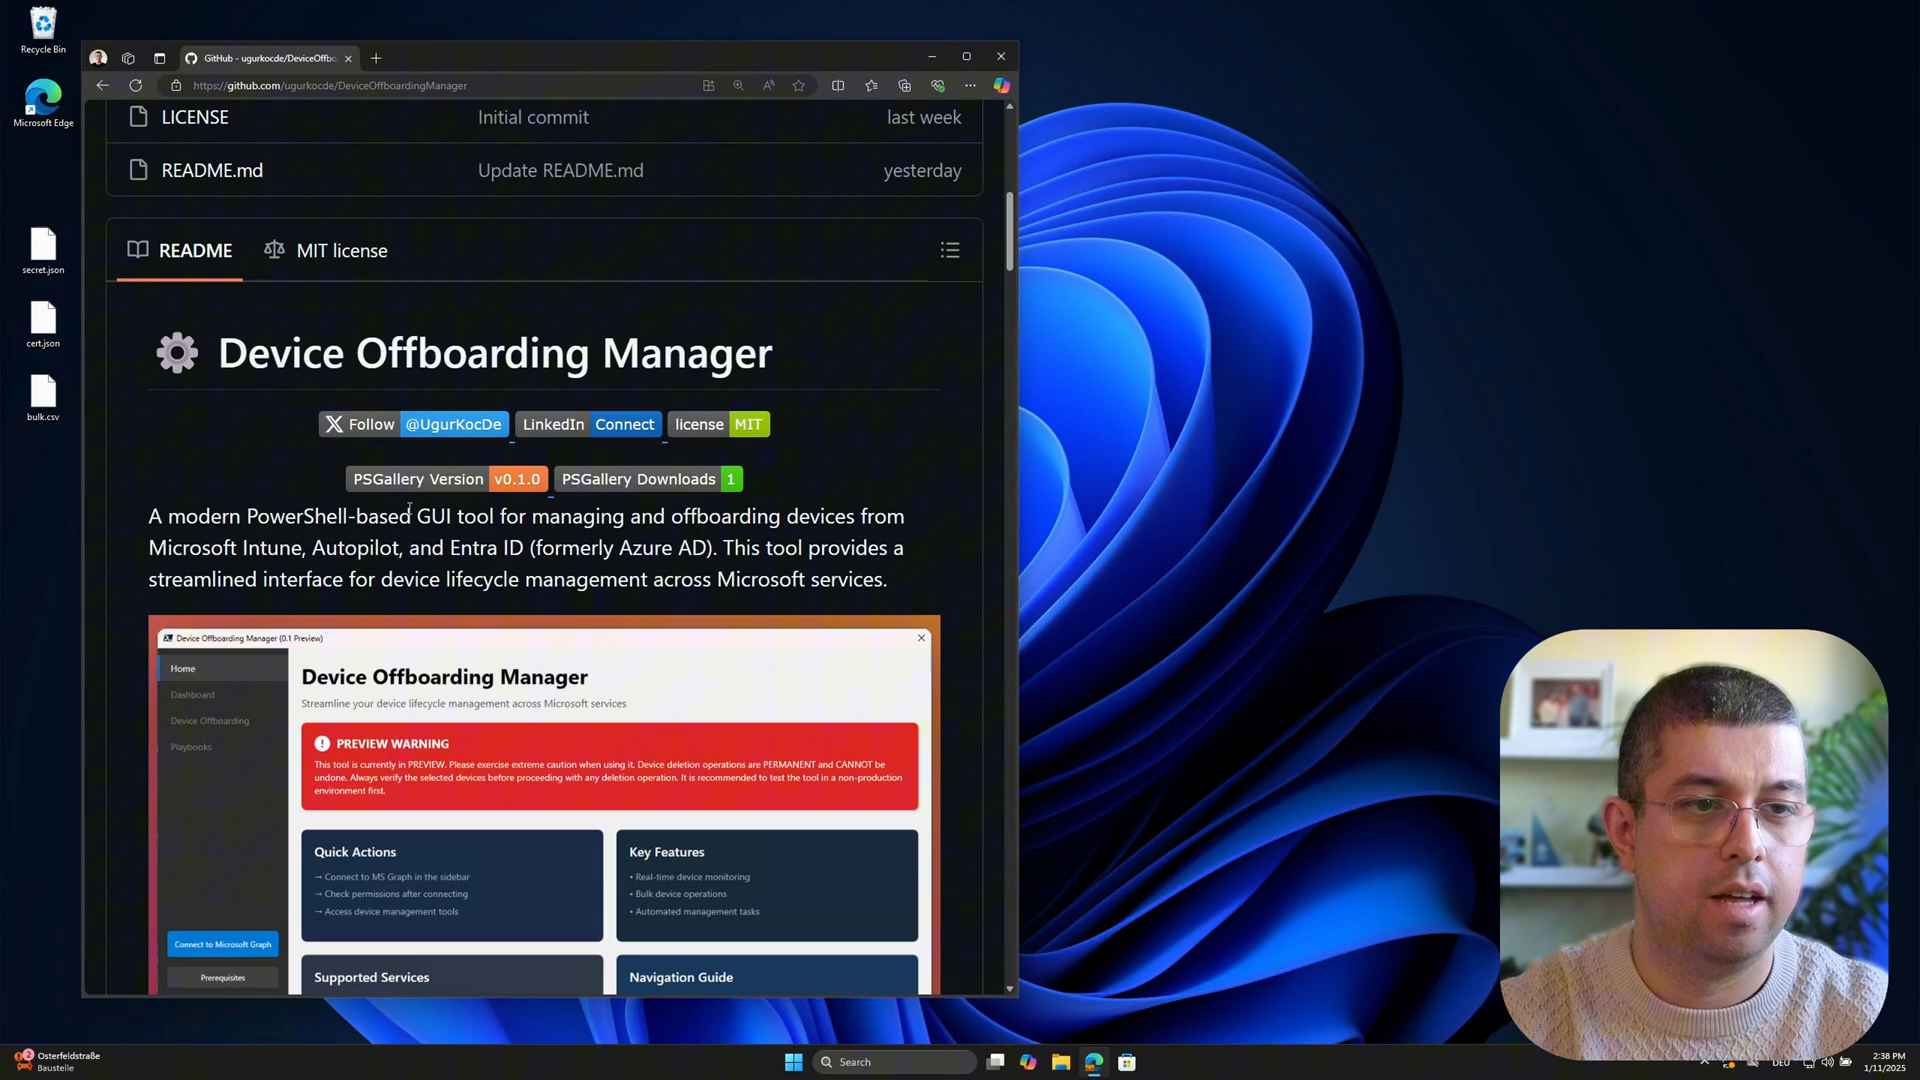 Recycle Bin
Microsoft Edge
secret.json
cert.json
bulk.csv
GitHub - ugurkocde/DeviceOffbo
https://github.com/ugurkocde/DeviceOffboardingManager
LICENSE Initial commit last week
README.md Update README.md yesterday
README MIT license
Device Offboarding Manager
Follow @UgurKocDe LinkedIn Connect license MIT
PSGallery Version v0.1.0 PSGallery Downloads 1
A modern PowerShell-based GUI tool for managing and offboarding devices from
Microsoft Intune, Autopilot, and Entra ID (formerly Azure AD). This tool provides a
streamlined interface for device lifecycle management across Microsoft services.
Device Offboarding Manager (0.1 Preview)
Home
Dashboard
Device Offboarding
Playbooks
Connect to Microsoft Graph
Prerequisites
Device Offboarding Manager
Streamline your device lifecycle management across Microsoft services
PREVIEW WARNING
This tool is currently in PREVIEW. Please exercise extreme caution when using it. Device deletion operations are PERMANENT and CANNOT be
undone. Always verify the selected devices before proceeding with any deletion operation. It is recommended to test the tool in a non-production
environment first.
Quick Actions
→ Connect to MS Graph in the sidebar
→ Check permissions after connecting
→ Access device management tools
Key Features
• Real-time device monitoring
• Bulk device operations
• Automated management tasks
Supported Services
Navigation Guide
2
Osterfeldstraße
Baustelle
Search
DEU
2:38 PM
1/11/2025